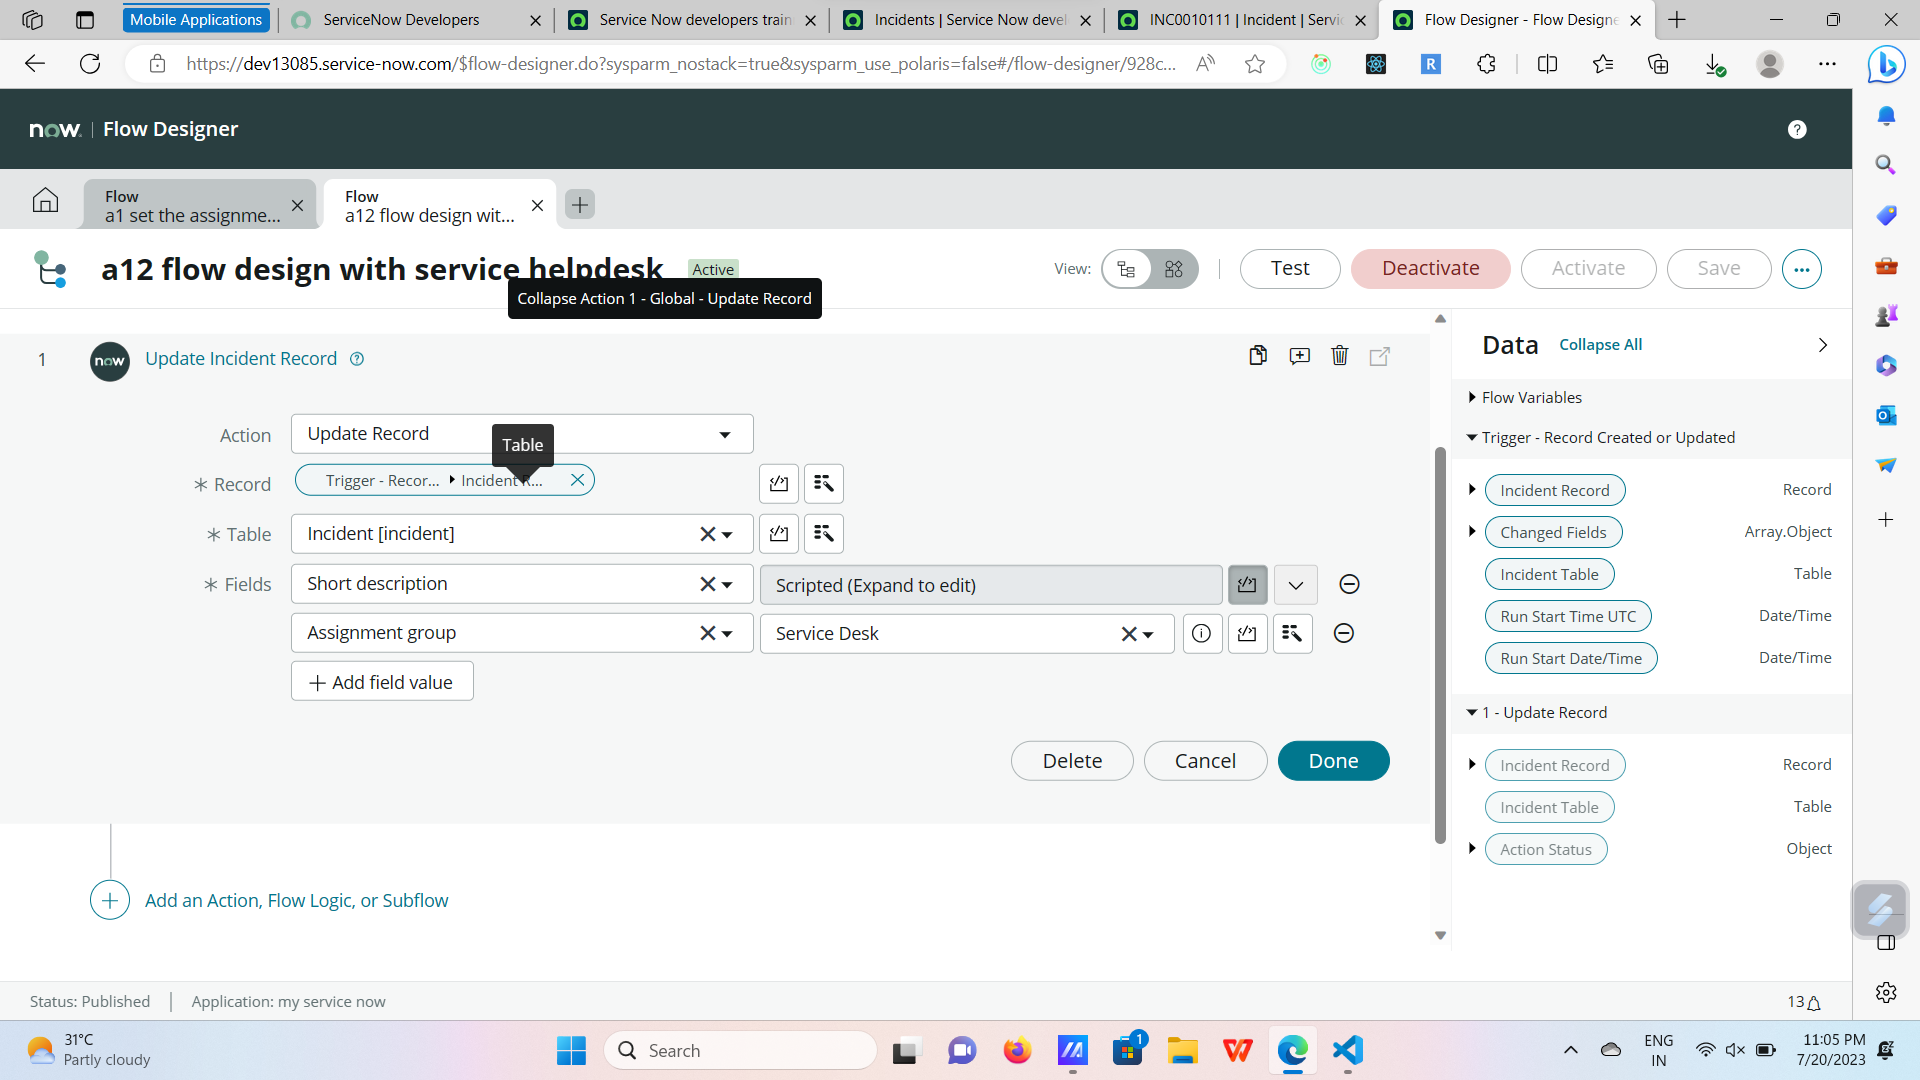 Mobile Applications
ServiceNow Developers
Service Now developers train
Incidents | Service Now devel
INC0010111 | Incident | Servic
Flow Designer - Flow Designe
https://dev13085.service-now.com/$flow-designer.do?sysparm_nostack=true&sysparm_use_polaris=false#/flow-designer/928c...
now. | Flow Designer
Flow
a1 set the assignme...
Flow
a12 flow design wit...
a12 flow design with service helpdesk
Active
View:
Test
Deactivate
Activate
Save
Collapse Action 1 - Global - Update Record
1
now
Update Incident Record
Action
Update Record
Table
* Record
Trigger - Recor...
Incident R...
* Table
Incident [incident]
* Fields
Short description
Scripted (Expand to edit)
Assignment group
Service Desk
+ Add field value
Delete
Cancel
Done
Add an Action, Flow Logic, or Subflow
Data
Collapse All
Flow Variables
Trigger - Record Created or Updated
Incident Record
Record
Changed Fields
Array.Object
Incident Table
Table
Run Start Time UTC
Date/Time
Run Start Date/Time
Date/Time
1 - Update Record
Incident Record
Record
Incident Table
Table
Action Status
Object
Status: Published
Application: my service now
13
31°C
Partly cloudy
Search
1
ENG
IN
11:05 PM
7/20/2023